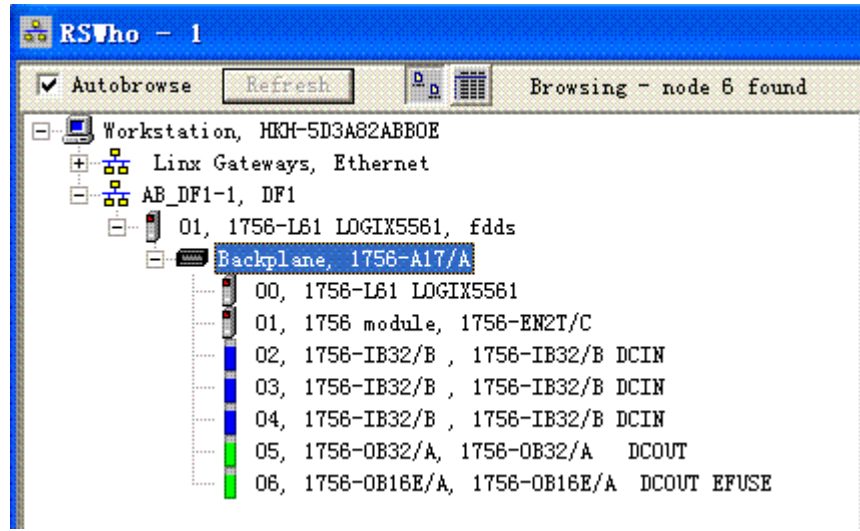 RSWho - 1
Autobrowse Refresh Browsing - node 6 found
Workstation, HKH-5D3A82ABB0E
Linx Gateways, Ethernet
AB_DF1-1, DF1
01, 1756-L61 LOGIX5561, fdds
Backplane, 1756-A17/A
00, 1756-L61 LOGIX5561
01, 1756 module, 1756-EN2T/C
02, 1756-IB32/B , 1756-IB32/B DCIN
03, 1756-IB32/B , 1756-IB32/B DCIN
04, 1756-IB32/B , 1756-IB32/B DCIN
05, 1756-OB32/A, 1756-OB32/A DCOUT
06, 1756-OB16E/A, 1756-OB16E/A DCOUT EFUSE